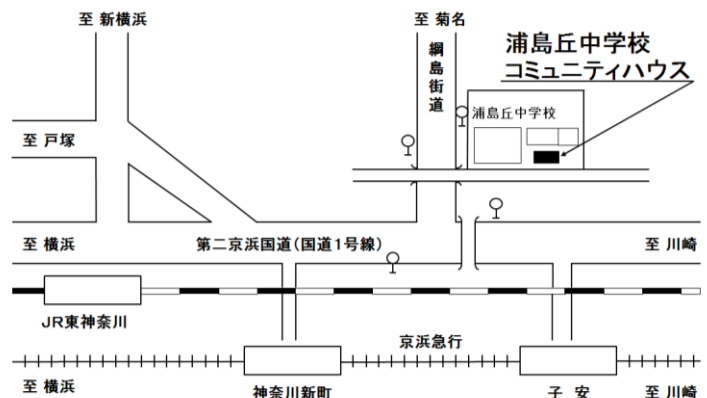 至 新横浜
至 菊名
浦島丘中学校
コミュニティハウス
綱島街道
浦島丘中学校
至 戸塚
至 横浜
第二京浜国道(国道1号線)
至 川崎
JR東神奈川
京浜急行
至 横浜
神奈川新町
子 安
至 川崎